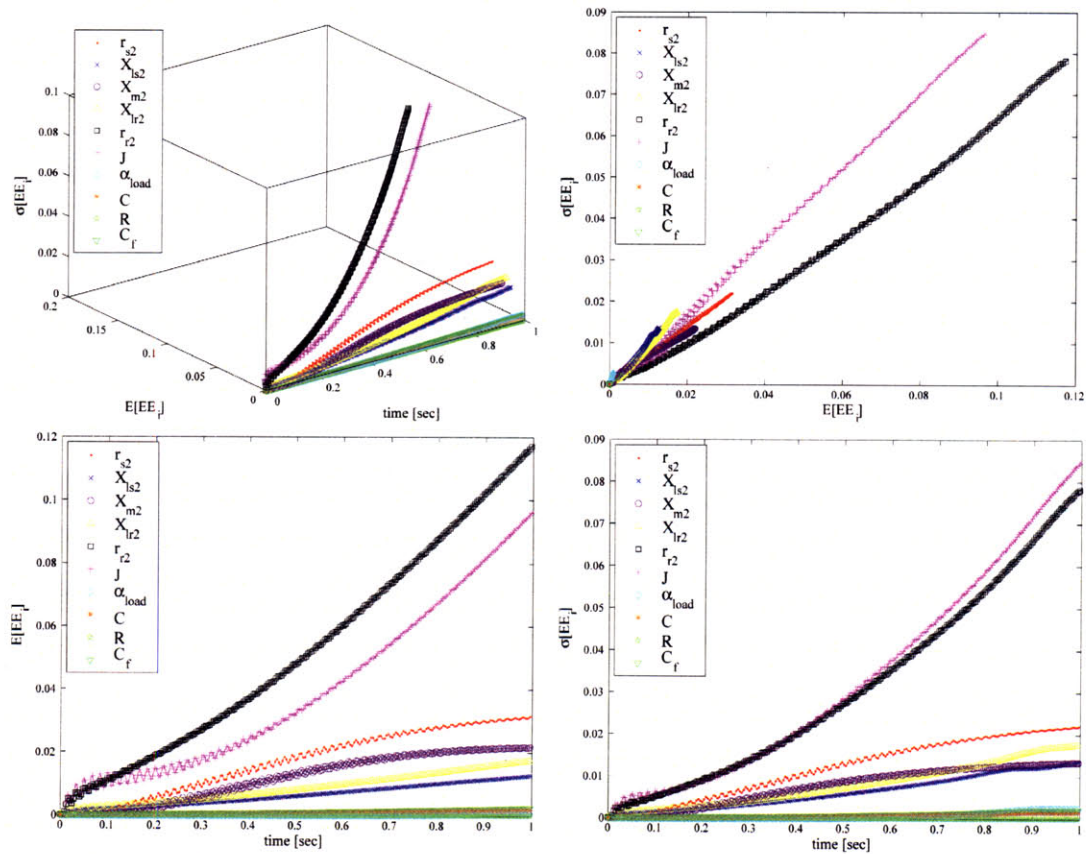 r_s2
X_ls2
X_m2
X_lr2
r_r2
J
α_load
C
R
C_f
σ[EE_i]
0.1
0.08
0.06
0.04
0.02
0
0.2
0.15
0.1
0.05
0
E[EE_i]
0
0.2
0.4
0.6
0.8
1
time [sec]
r_s2
X_ls2
X_m2
X_lr2
r_r2
J
α_load
C
R
C_f
σ[EE_i]
0.09
0.08
0.07
0.06
0.05
0.04
0.03
0.02
0.01
0
0 0.02 0.04 0.06 0.08 0.1 0.12
E[EE_i]
r_s2
X_ls2
X_m2
X_lr2
r_r2
J
α_load
C
R
C_f
E[EE_i]
0.12
0.1
0.08
0.06
0.04
0.02
0
0 0.1 0.2 0.3 0.4 0.5 0.6 0.7 0.8 0.9 1
time [sec]
r_s2
X_ls2
X_m2
X_lr2
r_r2
J
α_load
C
R
C_f
σ[EE_i]
0.09
0.08
0.07
0.06
0.05
0.04
0.03
0.02
0.01
0
0 0.1 0.2 0.3 0.4 0.5 0.6 0.7 0.8 0.9 1
time [sec]